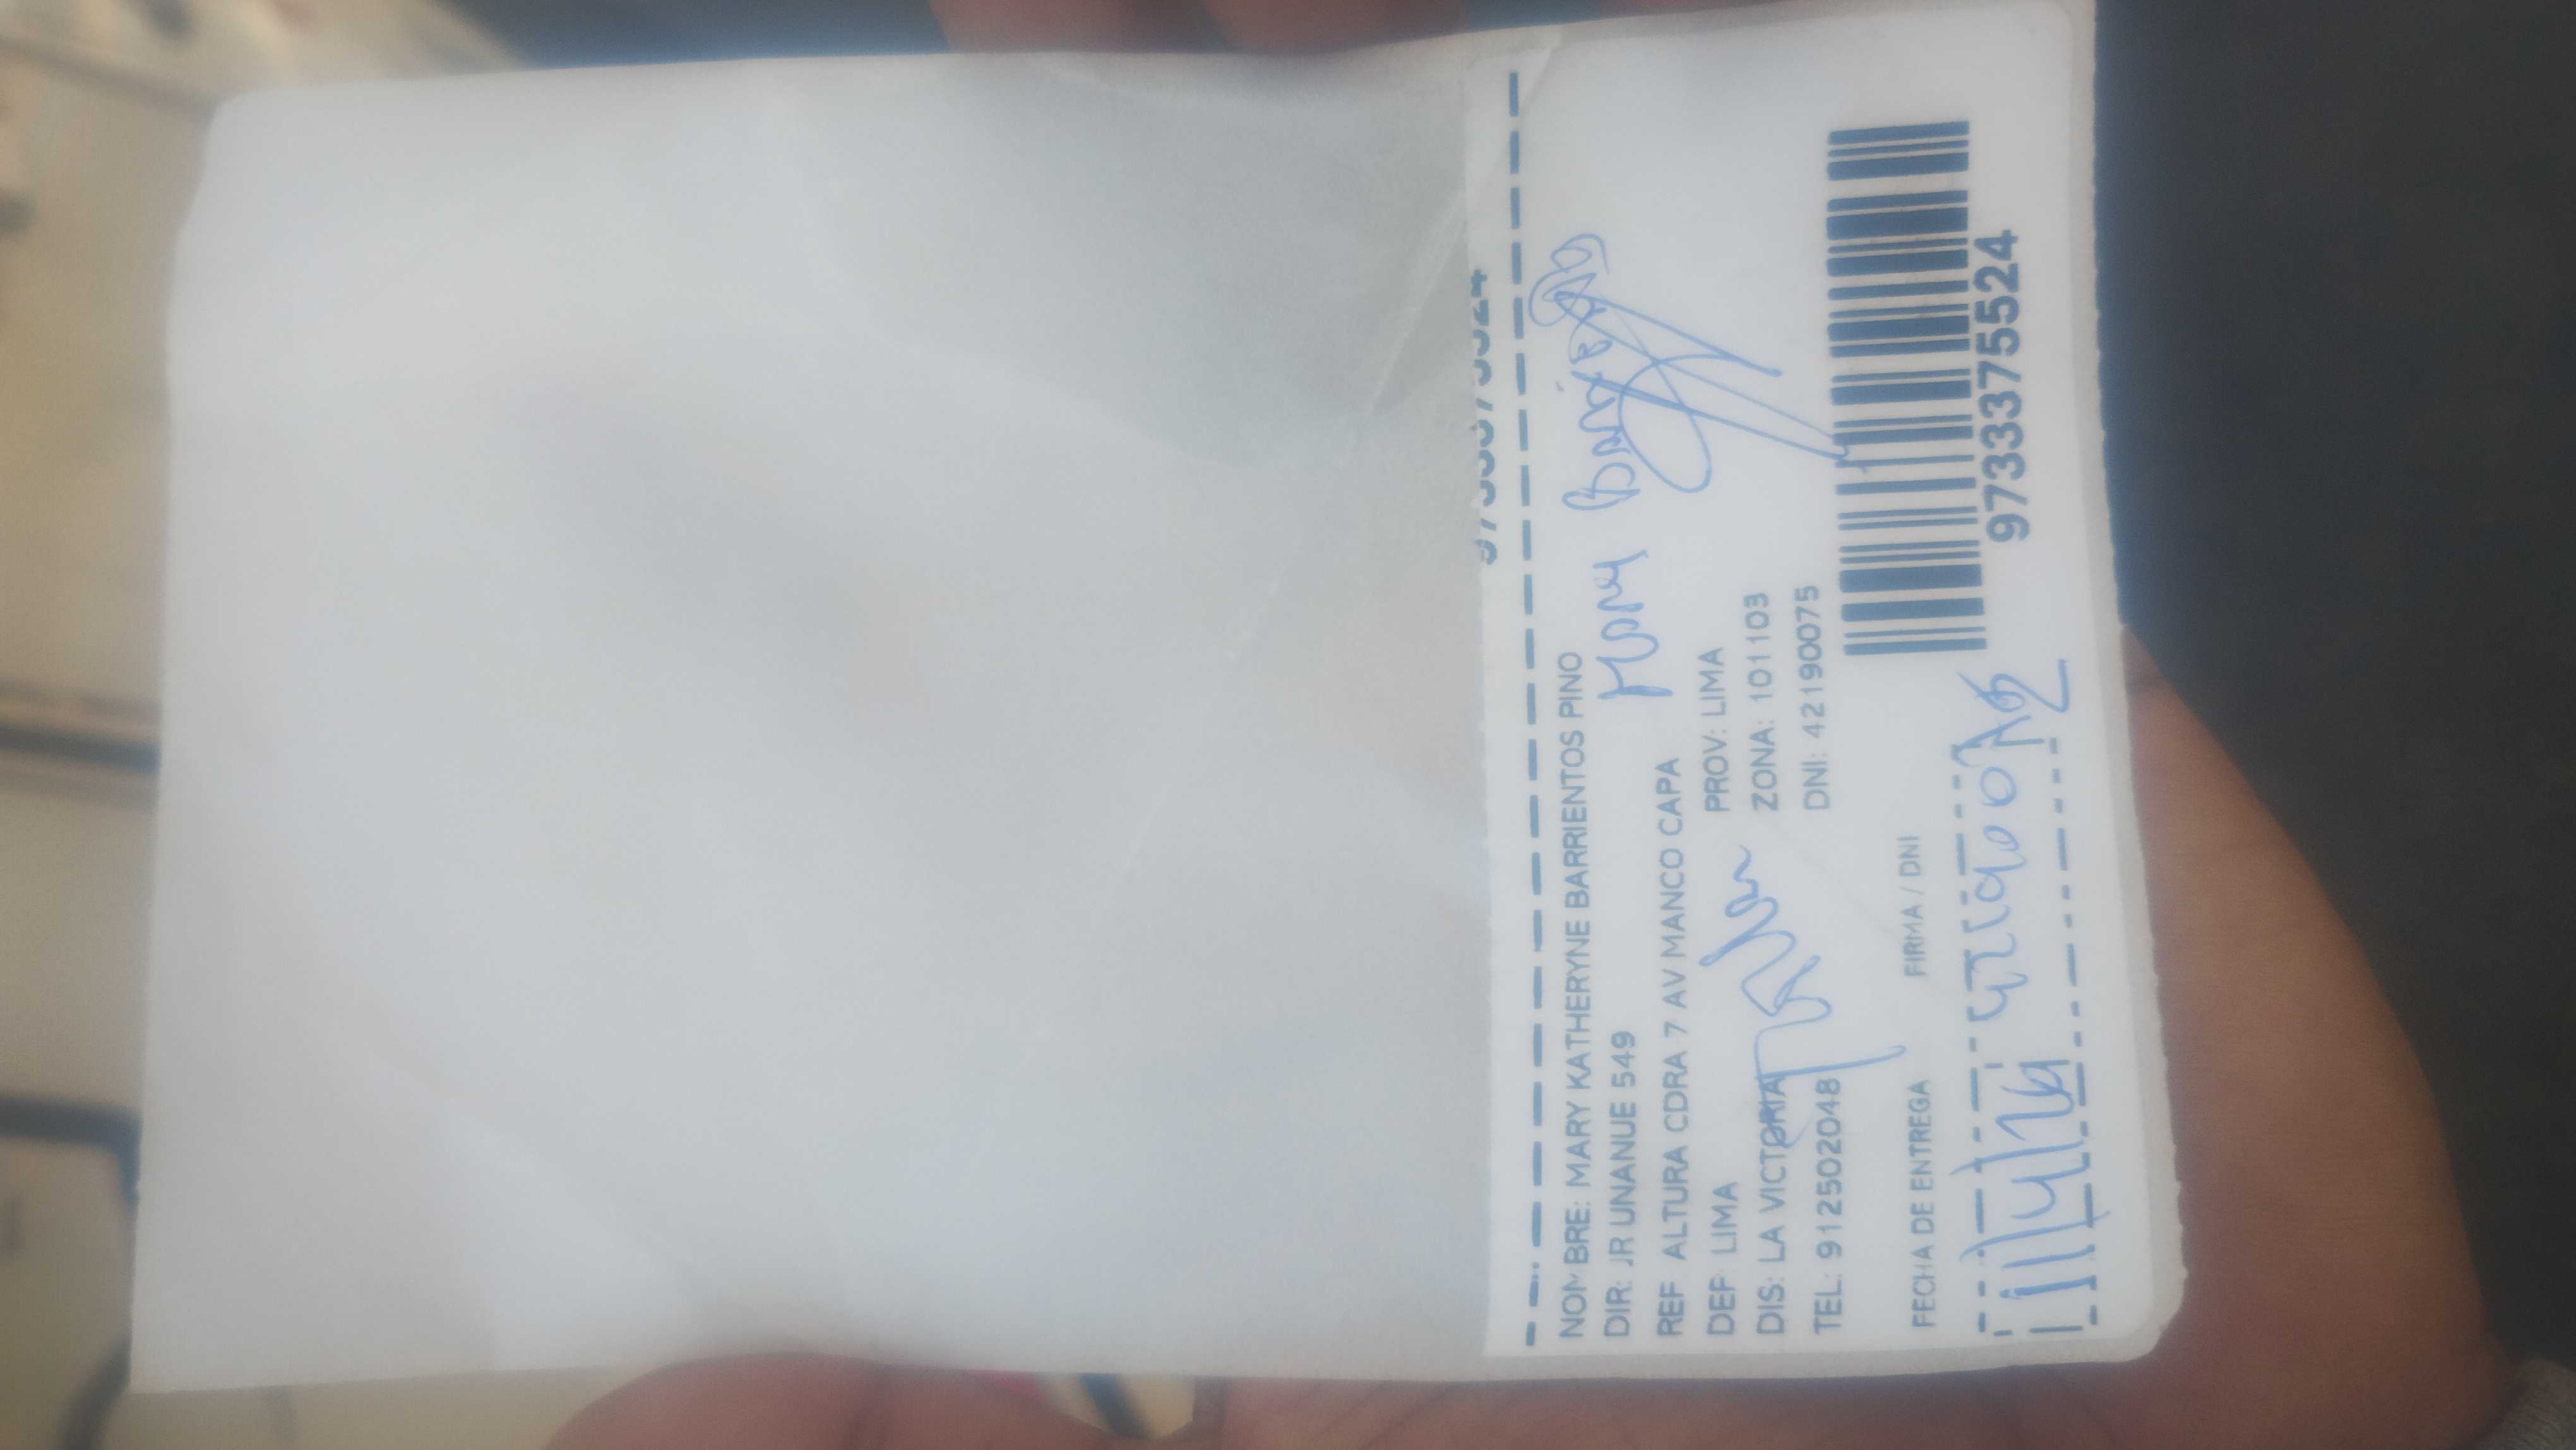 NOMBRE: MARY KATHERYNE BARRIENTOS PINO
DIR: JR UNANUE 549
Mary
REF ALTURA CDRA 7 AV MANCO CAPA
DEP LIMA PROV: LIMA
DIS: LA VICTORIA ZONA: 101103
TEL: 912502048 DNI: 42190075
FECHA DE ENTREGA FIRMA / DNI
9733375524